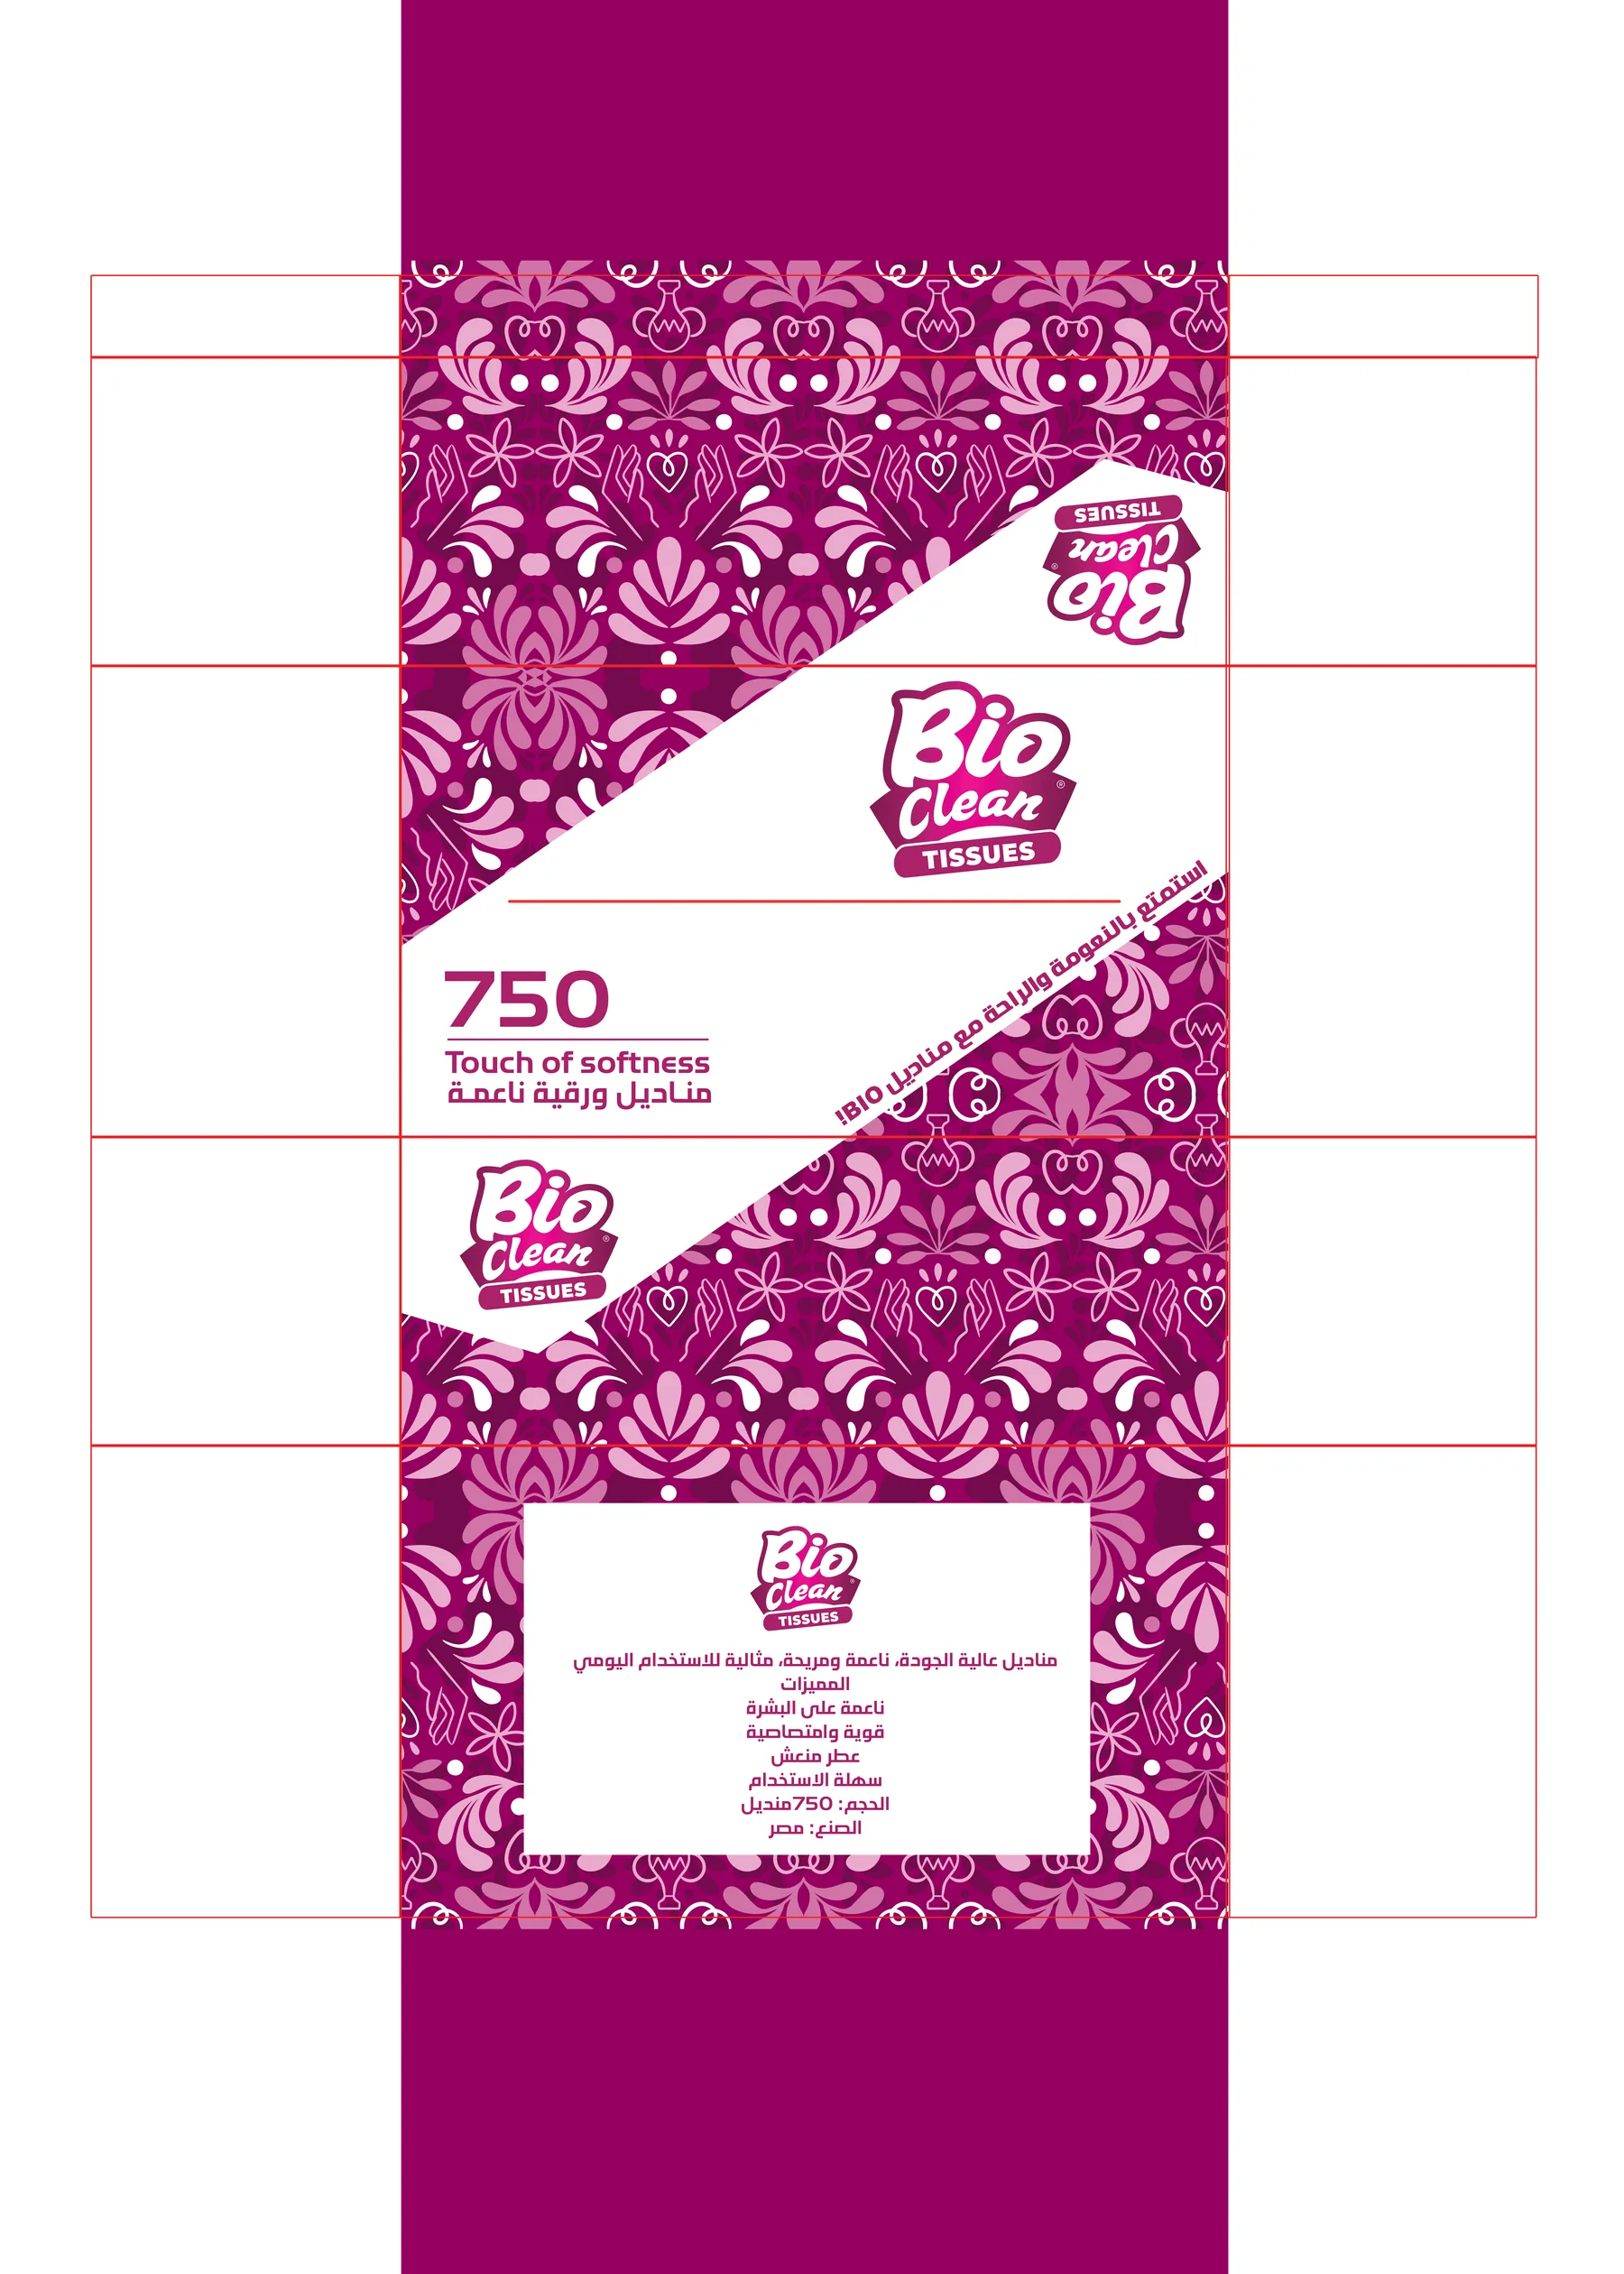 Bio
Clean
®
TISSUES
Bio
Clean
®
TISSUES
استمتع بالنعومة والراحة مع مناديل BIO!
750
Touch of softness
مناديل ورقية ناعمة
Bio
Clean
®
TISSUES
Bio
Clean
®
TISSUES
مناديل عالية الجودة، ناعمة ومريحة، مثالية للاستخدام اليومي
المميزات
ناعمة على البشرة
قوية وامتصاصية
عطر منعش
سهلة الاستخدام
الحجم: 750منديل
الصنع: مصر